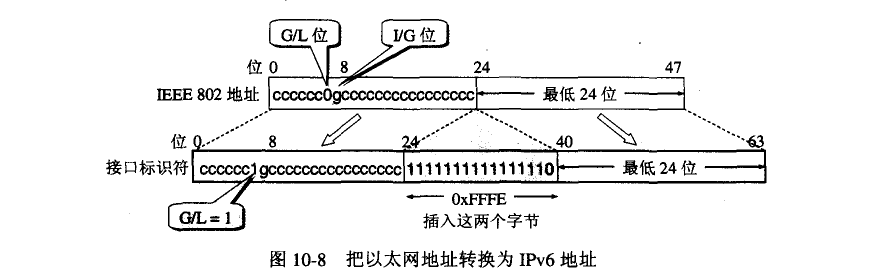 G/L 位 I/G 位
位 0 8 24 47
IEEE 802 地址 cccccc0gcccccccccccccccc 最低 24 位
位 0 8 24 40 63
接口标识符 cccccc1gcccccccccccccccc 1111111111111110 最低 24 位
G/L = 1 0xFFFE
插入这两个字节
图 10-8 把以太网地址转换为 IPv6 地址